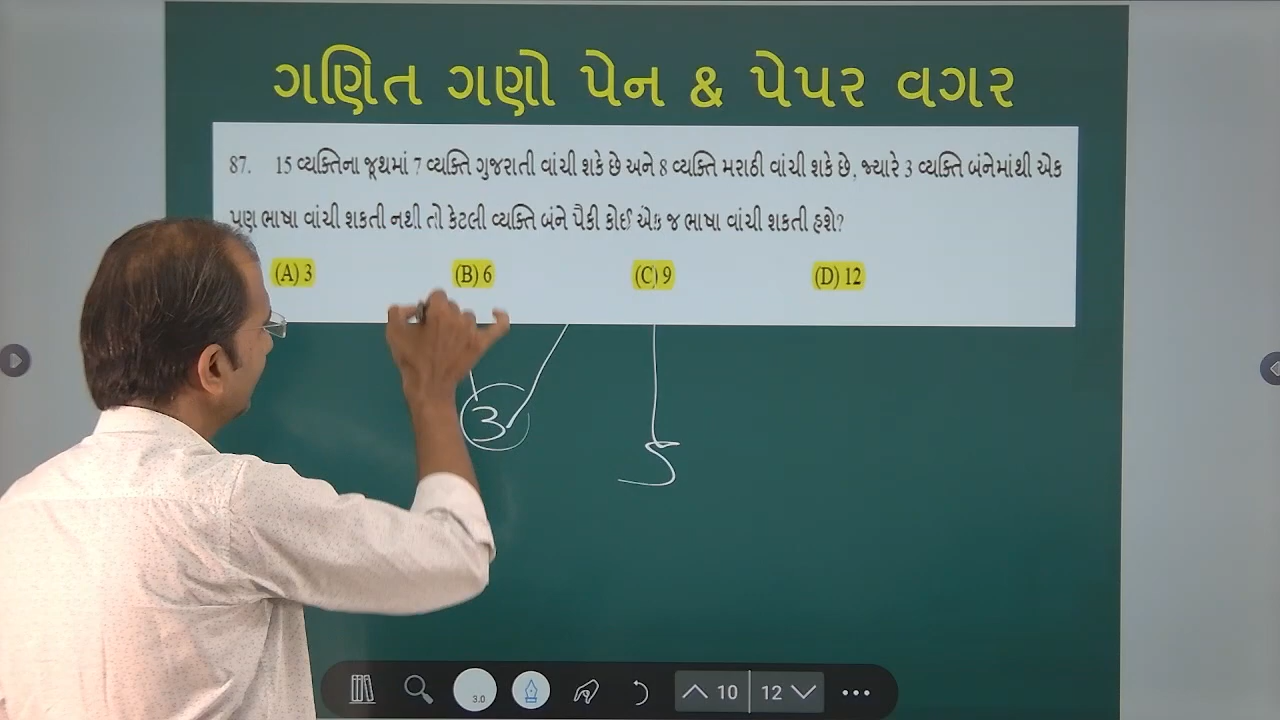 ગણિત ગણો પેન & પેપર વગર
87. 15 વ્યક્તિના જૂથમાં 7 વ્યક્તિ ગુજરાતી વાંચી શકે છે અને 8 વ્યક્તિ મરાઠી વાંચી શકે છે, જ્યારે 3 વ્યક્તિ બંનેમાંથી એક
પણ ભાષા વાંચી શકતી નથી તો કેટલી વ્યક્તિ બંને પૈકી કોઈ એક જ ભાષા વાંચી શકતી હશે?
(A) 3 (B) 6 (C) 9 (D) 12
3
5
3.0 10 12